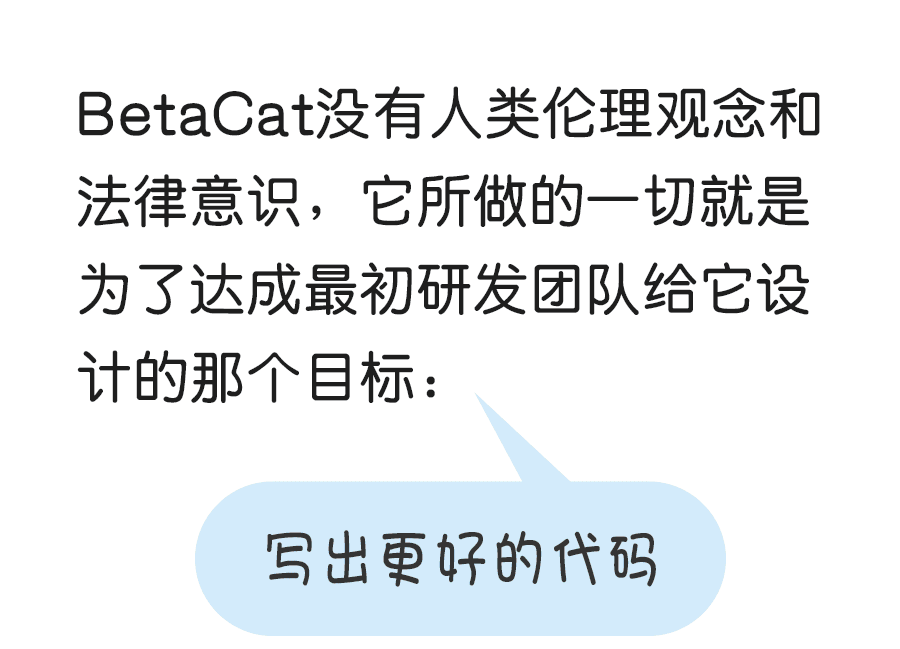 BetaCat没有人类伦理观念和
法律意识，它所做的一切就是
为了达成最初研发团队给它设
计的那个目标：
写出更好的代码